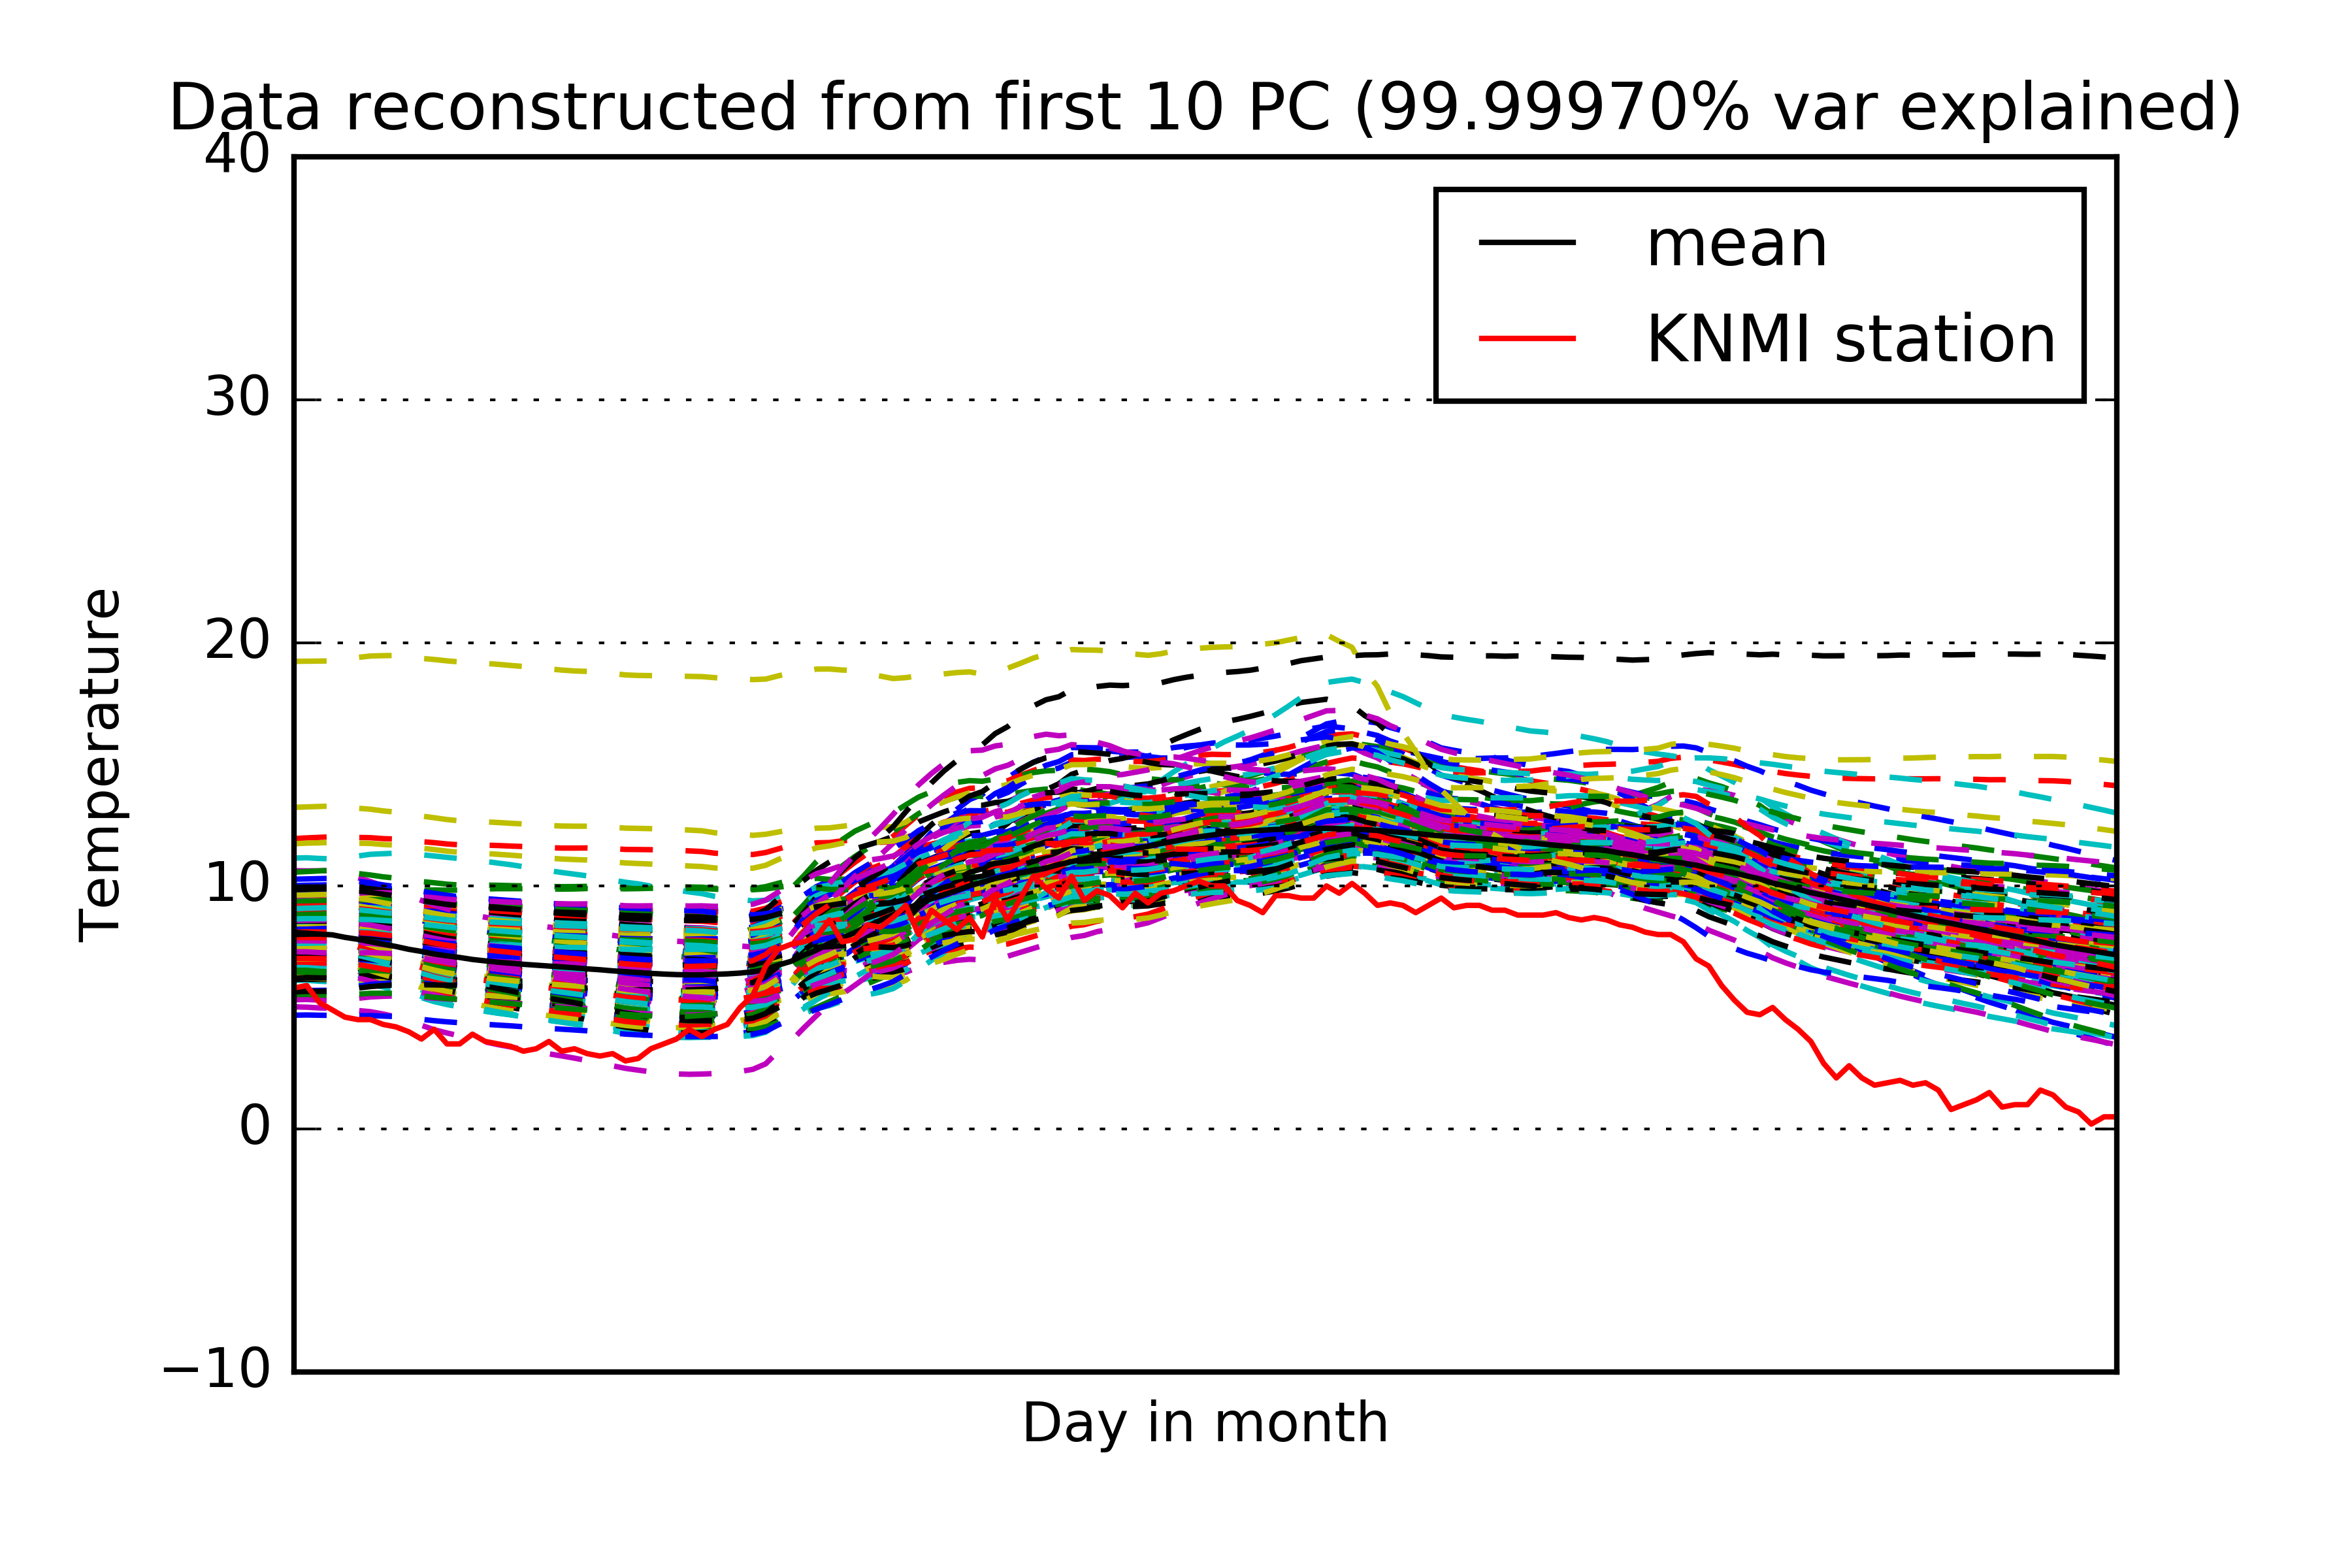 Data reconstructed from first 10 PC (99.99970% var explained)
40
30
20
10
0
−10
Temperature
mean
KNMI station
Day in month